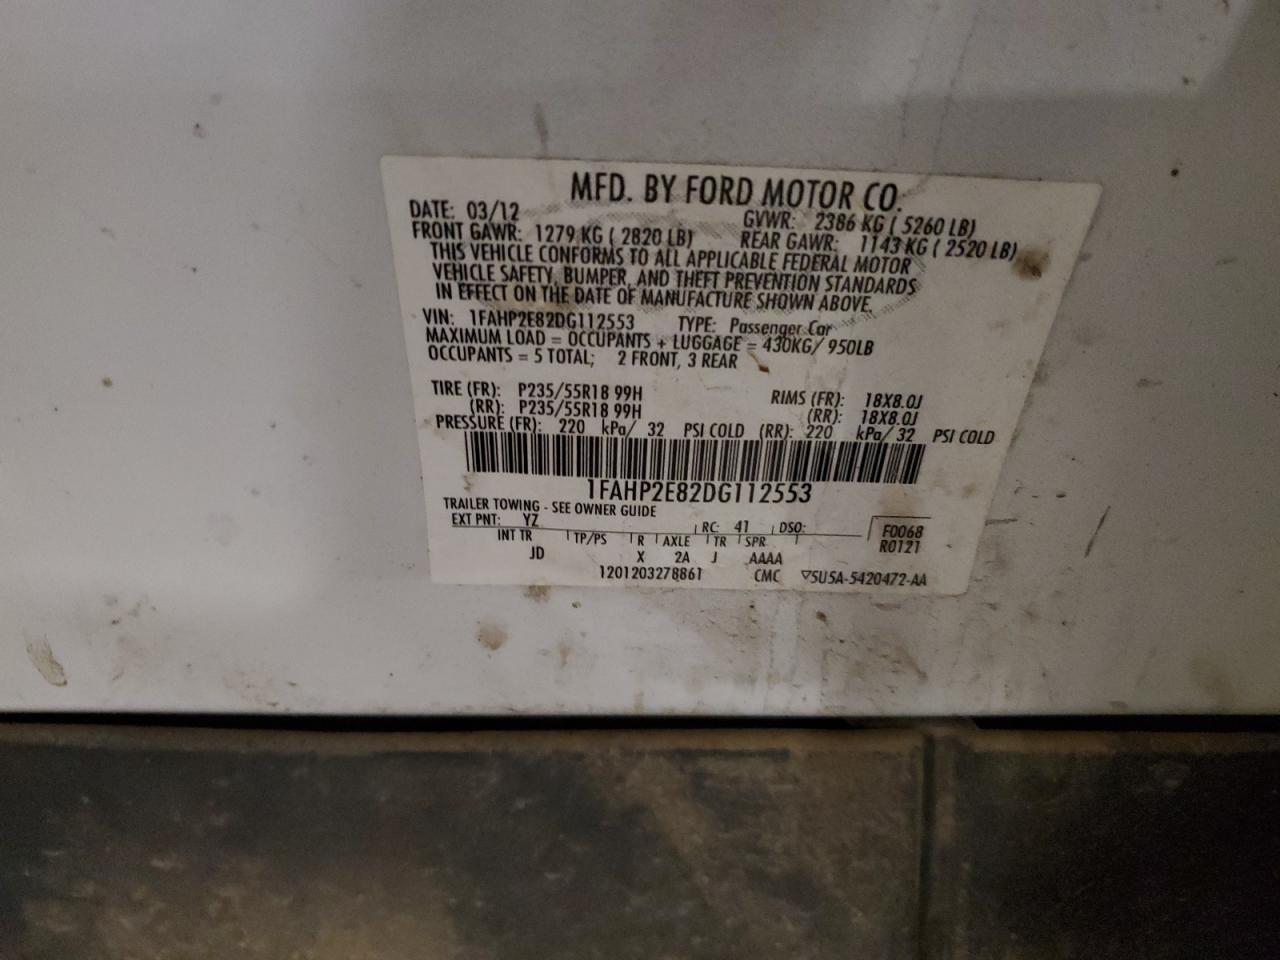 MFD. BY FORD MOTOR CO.
DATE: 03/12 GVWR: 2386 KG ( 5260 LB)
FRONT GAWR: 1279 KG ( 2820 LB) REAR GAWR: 1143 KG ( 2520 LB)
THIS VEHICLE CONFORMS TO ALL APPLICABLE FEDERAL MOTOR
VEHICLE SAFETY, BUMPER, AND THEFT PREVENTION STANDARDS
IN EFFECT ON THE DATE OF MANUFACTURE SHOWN ABOVE.
VIN: 1FAHP2E82DG112553 TYPE: Passenger Car
MAXIMUM LOAD = OCCUPANTS + LUGGAGE = 430KG/ 950LB
OCCUPANTS = 5 TOTAL; 2 FRONT, 3 REAR
TIRE (FR): P235/55R18 99H RIMS (FR): 18X8.0J
(RR): P235/55R18 99H (RR): 18X8.0J
PRESSURE (FR): 220 kPa/ 32 PSI COLD (RR): 220 kPa/ 32 PSI COLD
1FAHP2E82DG112553
TRAILER TOWING - SEE OWNER GUIDE
EXT PNT: YZ RC: 41 DSO: F0068
INT TR TP/PS R AXLE TR SPR R0121
JD X 2A J AAAA
1201203278861 CMC ▽5U5A-5420472-AA